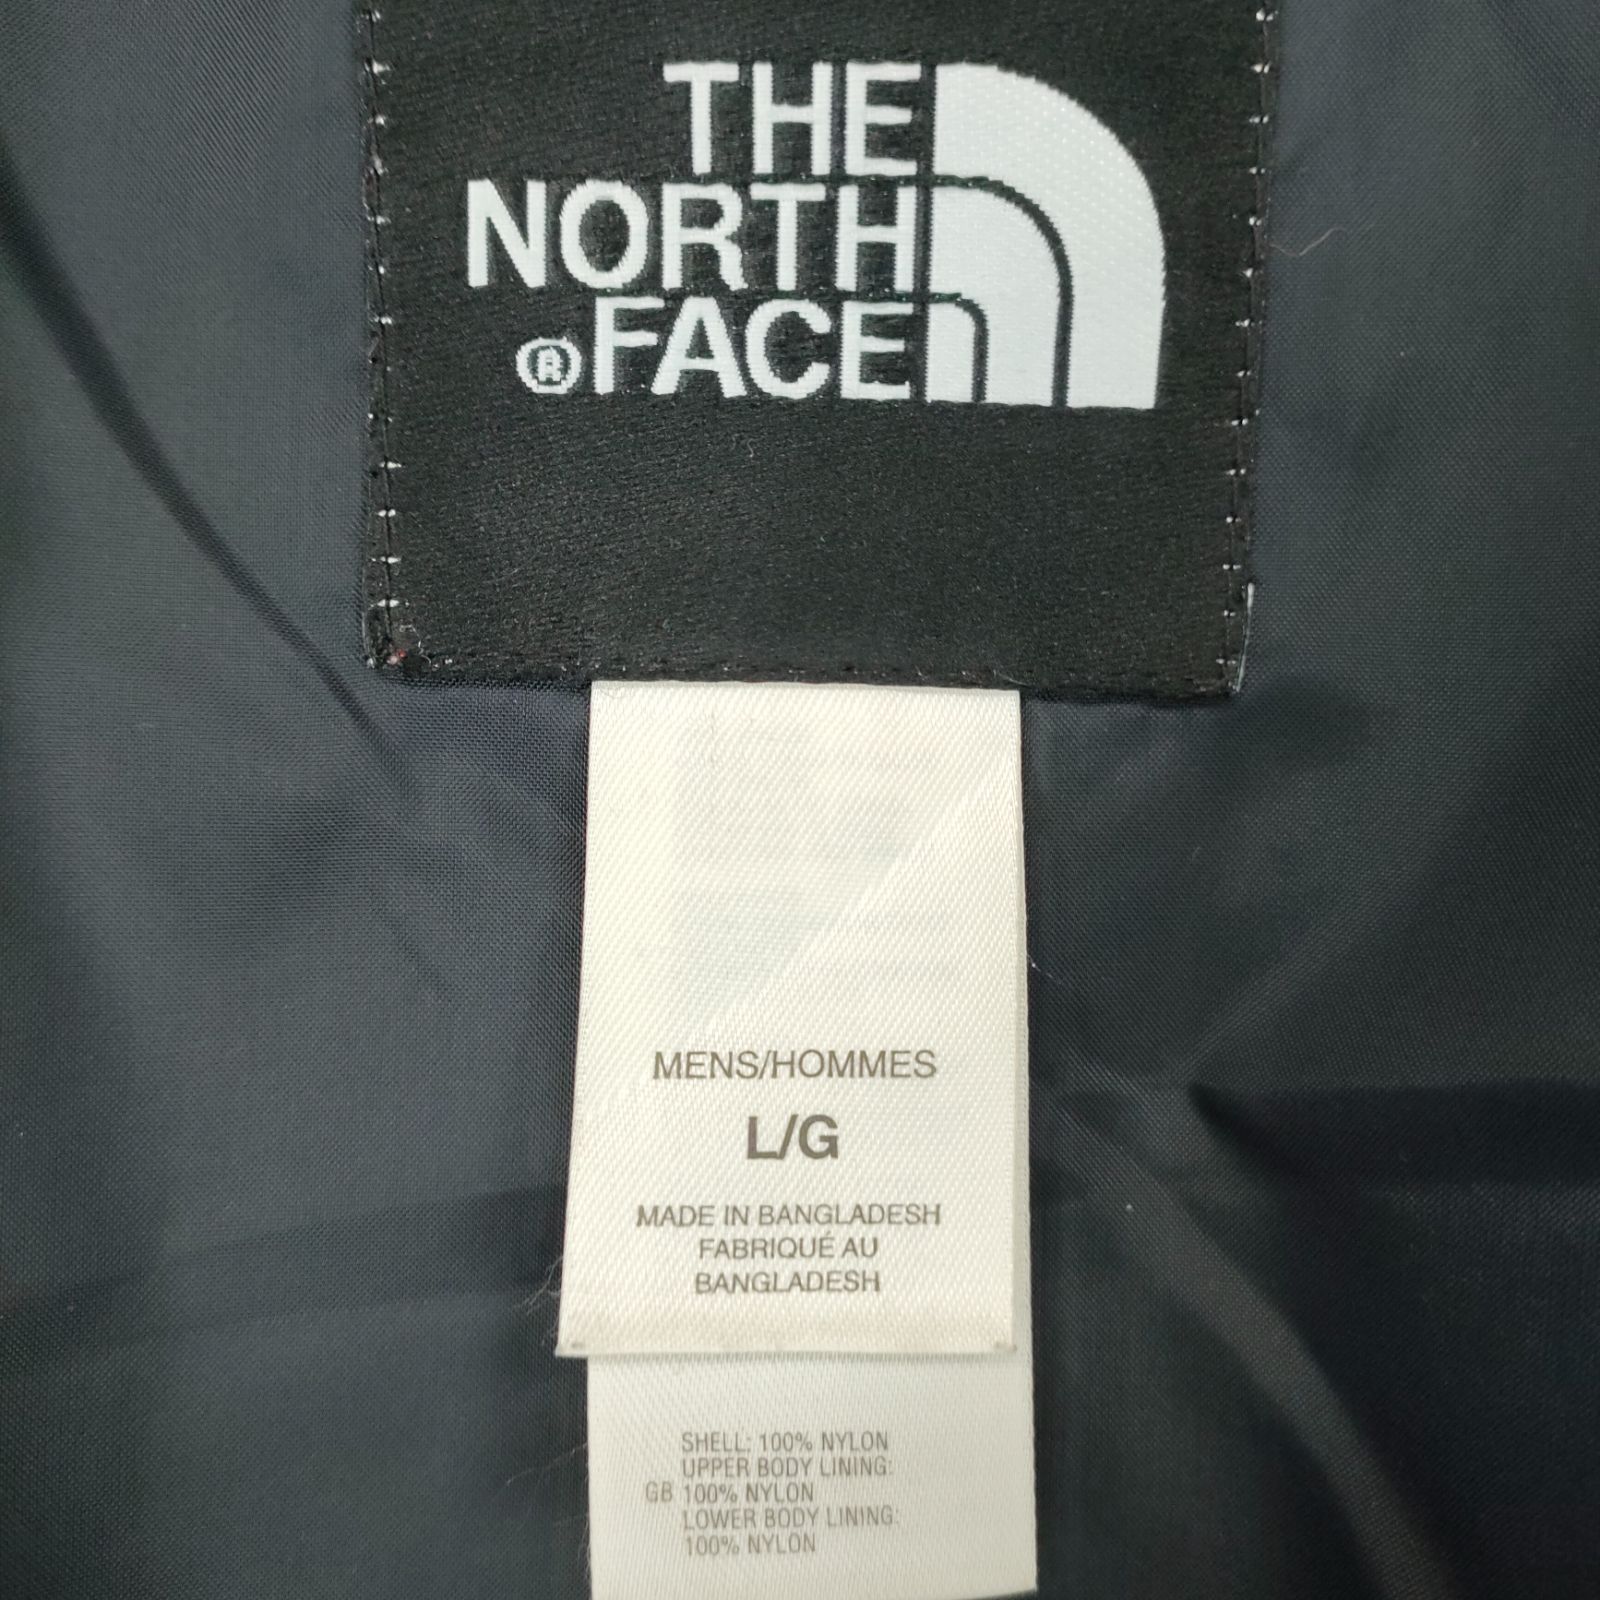 THE
NORTH
®FACE
MENS/HOMMES
L/G
MADE IN BANGLADESH
FABRIQUÉ AU
BANGLADESH
SHELL: 100% NYLON
UPPER BODY LINING:
GB 100% NYLON
LOWER BODY LINING:
100% NYLON